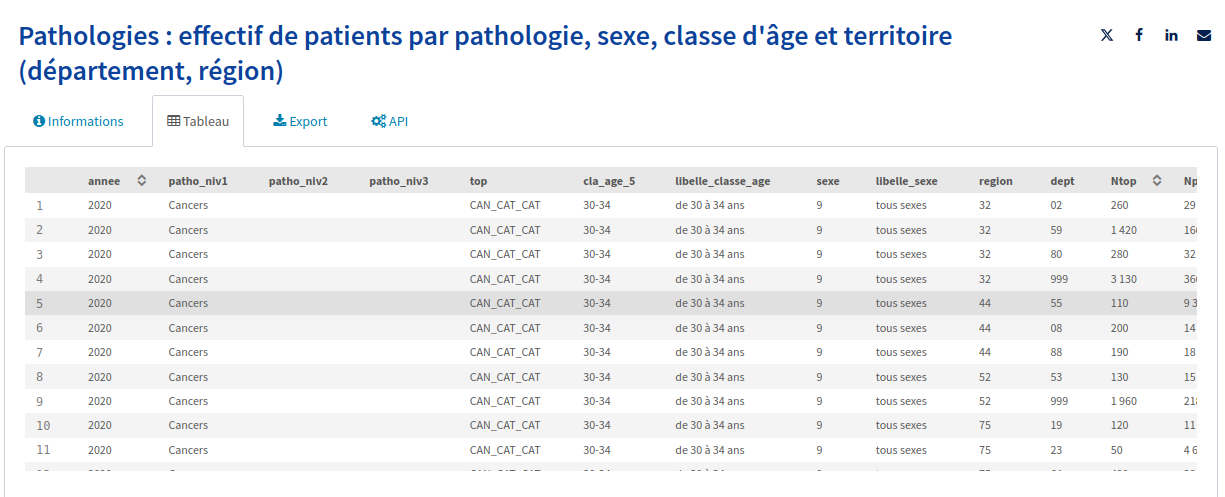 Pathologies : effectif de patients par pathologie, sexe, classe d'âge et territoire
(département, région)
Informations Tableau Export API
annee patho_niv1 patho_niv2 patho_niv3 top cla_age_5 libelle_classe_age sexe libelle_sexe region dept Ntop Np
1 2020 Cancers CAN_CAT_CAT 30-34 de 30 à 34 ans 9 tous sexes 32 02 260 29
2 2020 Cancers CAN_CAT_CAT 30-34 de 30 à 34 ans 9 tous sexes 32 59 1 420
3 2020 Cancers CAN_CAT_CAT 30-34 de 30 à 34 ans 9 tous sexes 32 80 280 32
4 2020 Cancers CAN_CAT_CAT 30-34 de 30 à 34 ans 9 tous sexes 32 999 3 130
5 2020 Cancers CAN_CAT_CAT 30-34 de 30 à 34 ans 9 tous sexes 44 55 110 9 3
6 2020 Cancers CAN_CAT_CAT 30-34 de 30 à 34 ans 9 tous sexes 44 08 200 14
7 2020 Cancers CAN_CAT_CAT 30-34 de 30 à 34 ans 9 tous sexes 44 88 190 18
8 2020 Cancers CAN_CAT_CAT 30-34 de 30 à 34 ans 9 tous sexes 52 53 130 15
9 2020 Cancers CAN_CAT_CAT 30-34 de 30 à 34 ans 9 tous sexes 52 999 1 960
10 2020 Cancers CAN_CAT_CAT 30-34 de 30 à 34 ans 9 tous sexes 75 19 120 11
11 2020 Cancers CAN_CAT_CAT 30-34 de 30 à 34 ans 9 tous sexes 75 23 50 4 6